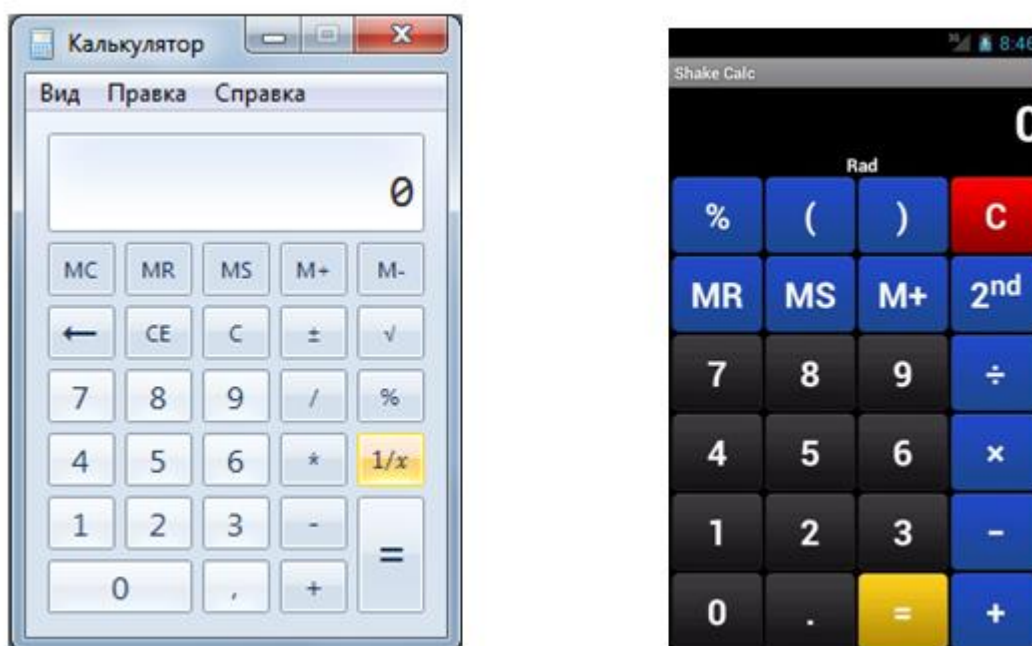 Калькулятор
Вид Правка Справка
0
MC MR MS M+ M-
← CE C ± √
7 8 9 / %
4 5 6 * 1/x
1 2 3 - =
0 , +
3G 8:46
Shake Calc
0
Rad
% ( ) C
MR MS M+ 2nd
7 8 9 ÷
4 5 6 ×
1 2 3 −
0 . = +